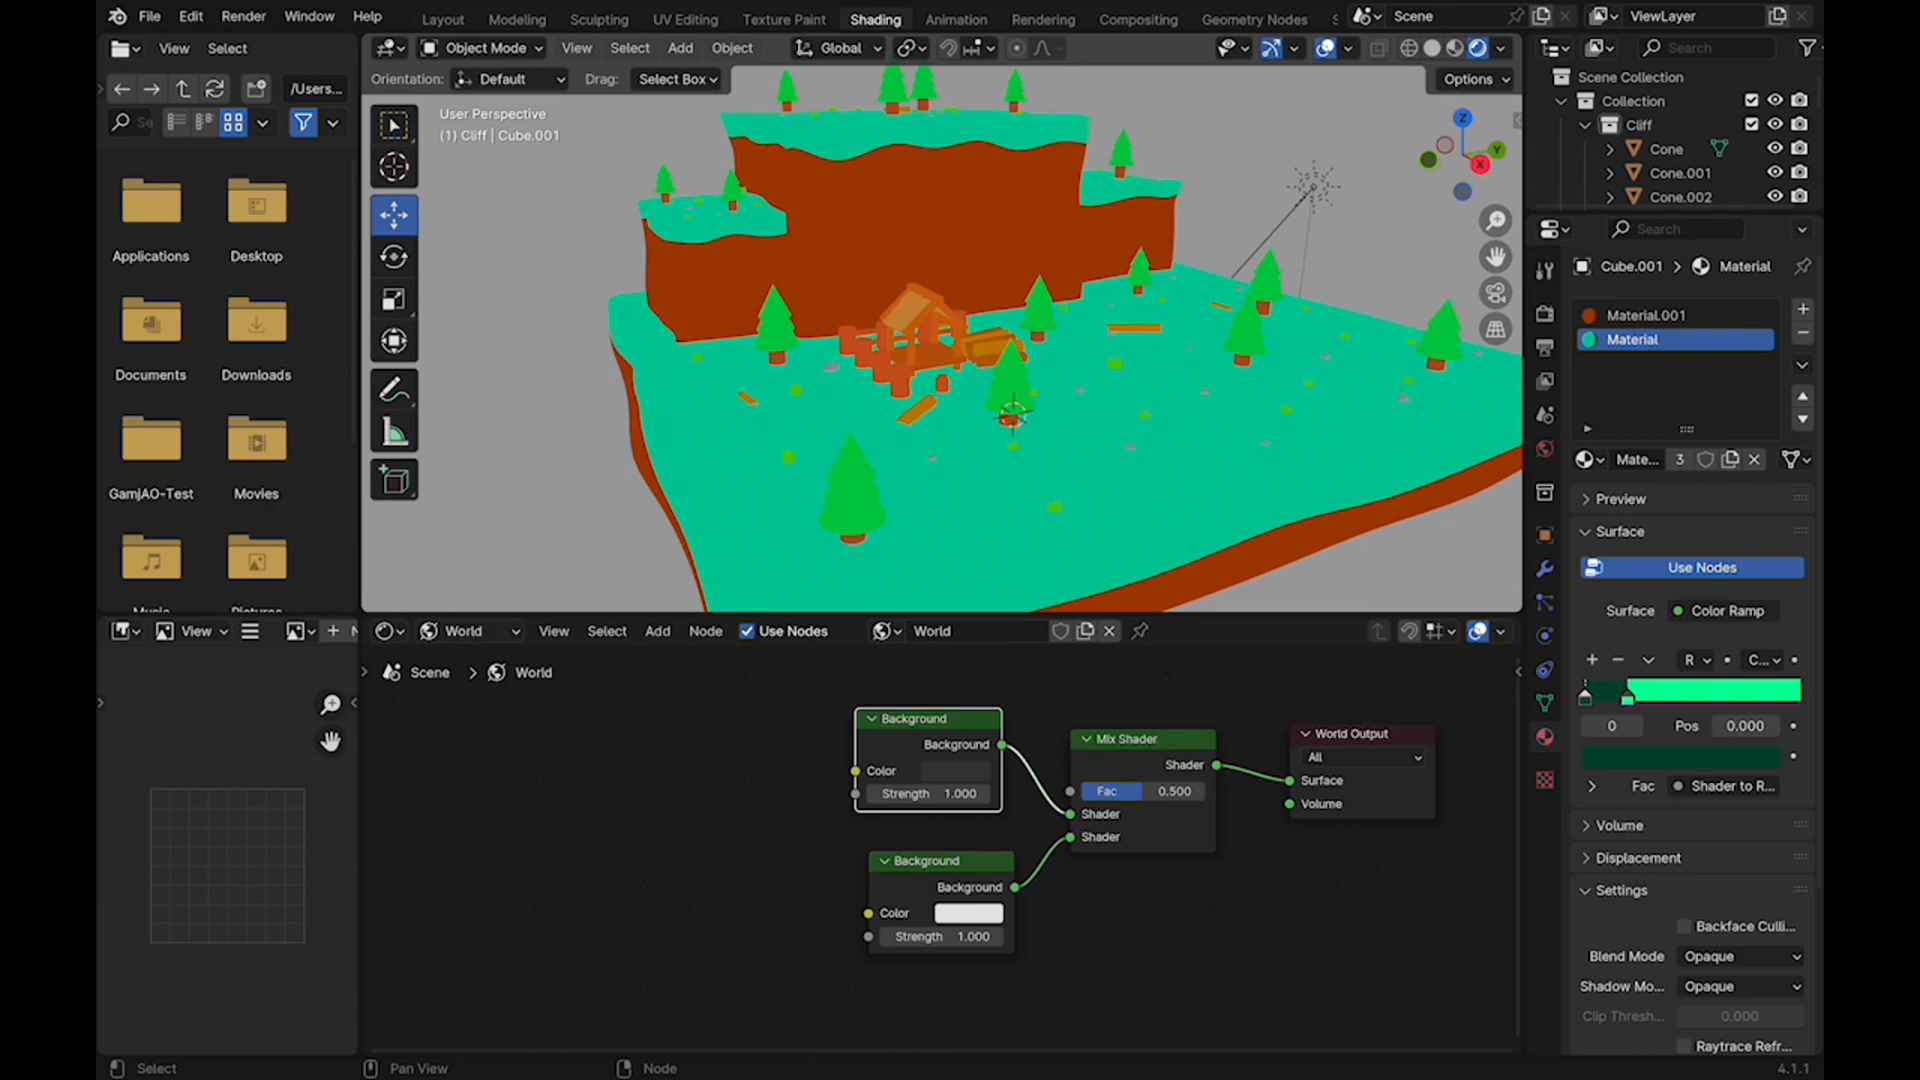 File Edit Render Window Help Layout Modeling Sculpting UV Editing Texture Paint Shading Animation Rendering Compositing Geometry Nodes Scene ViewLayer
View Select Object Mode View Select Add Object Global Search
/Users... Orientation: Default Drag: Select Box Options
Scene Collection
Collection
Cliff
Cone
Cone.001
Cone.002
User Perspective
(1) Cliff | Cube.001
Z
Y
X
Applications Desktop
Documents Downloads
GamjAO-Test Movies
Search
Cube.001 Material
Material.001
Material
Mate... 3
Preview
Surface
Use Nodes
Surface Color Ramp
R C...
0 Pos 0.000
Fac Shader to R...
Volume
Displacement
Settings
Backface Culli...
Blend Mode Opaque
Shadow Mo... Opaque
Clip Thresh... 0.000
Raytrace Refr...
View
World View Select Add Node Use Nodes World
Scene World
Background
Background
Color
Strength 1.000
Mix Shader
Shader
Fac 0.500
Shader
Shader
World Output
All
Surface
Volume
Background
Background
Color
Strength 1.000
Select Pan View Node 4.1.1